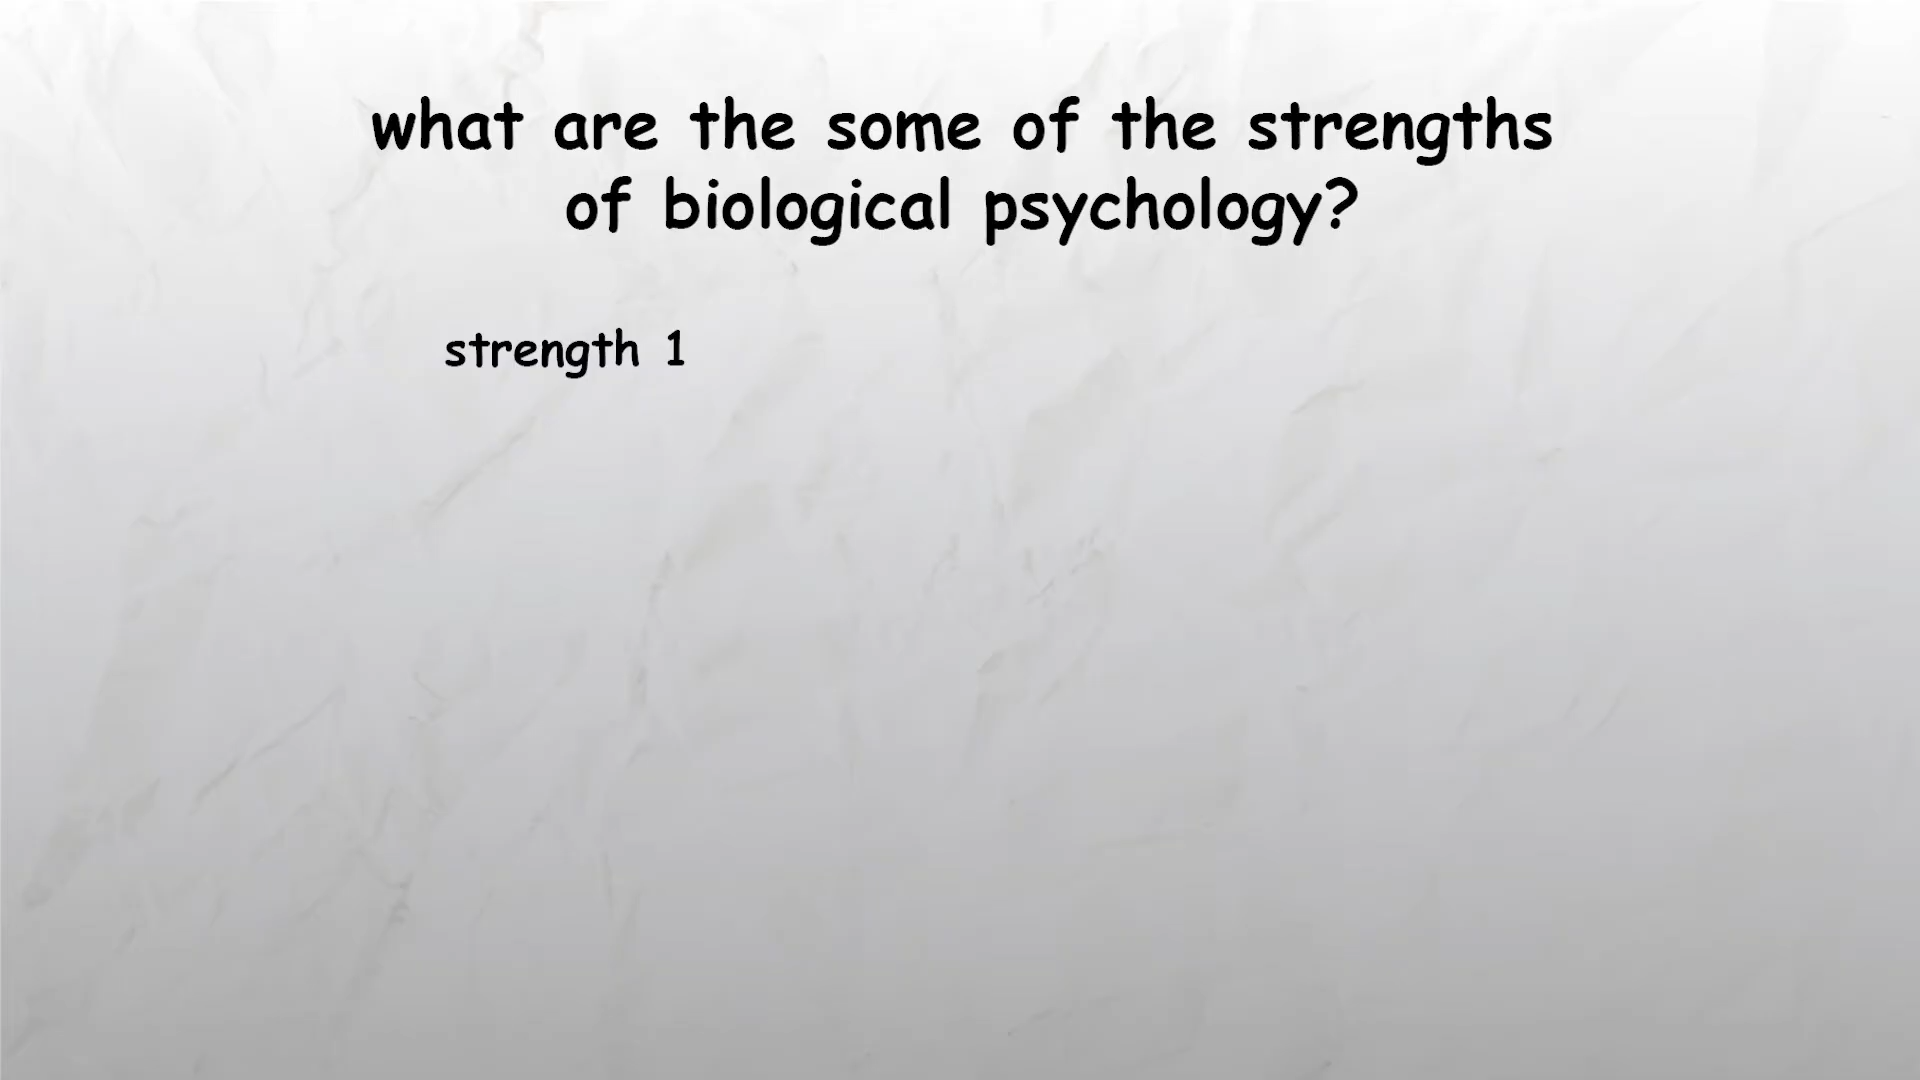 what are the some of the strengths
of biological psychology?
strength 1